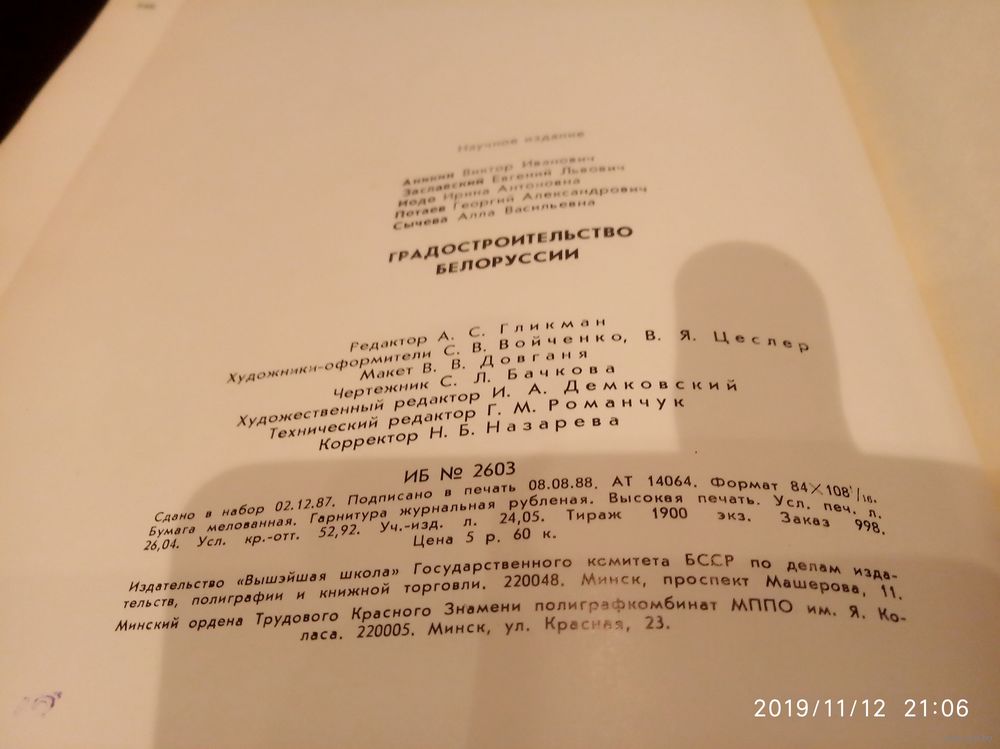 Научное издание
Аникин Виктор Иванович
Заславский Евгений Львович
Иодо Ирина Антоновна
Потаев Георгий Александрович
Сычева Алла Васильевна
ГРАДОСТРОИТЕЛЬСТВО
БЕЛОРУССИИ
Редактор А. С. Гликман
Художники-оформители С. В. Войченко, В. Я. Цеслер
Макет В. В. Довганя
Чертежник С. Л. Бачкова
Художественный редактор И. А. Демковский
Технический редактор Г. М. Романчук
Корректор Н. Б. Назарева
ИБ № 2603
Сдано в набор 02.12.87. Подписано в печать 08.08.88. АТ 14064. Формат 84×108¹/₁₆.
Бумага мелованная. Гарнитура журнальная рубленая. Высокая печать. Усл. печ. л.
26,04. Усл. кр.-отт. 52,92. Уч.-изд. л. 24,05. Тираж 1900 экз. Заказ 998.
Цена 5 р. 60 к.
Издательство «Вышэйшая школа» Государственного комитета БССР по делам изда-
тельств, полиграфии и книжной торговли. 220048. Минск, проспект Машерова, 11.
Минский ордена Трудового Красного Знамени полиграфкомбинат МППО им. Я. Ко-
ласа. 220005. Минск, ул. Красная, 23.
2019/11/12 21:06